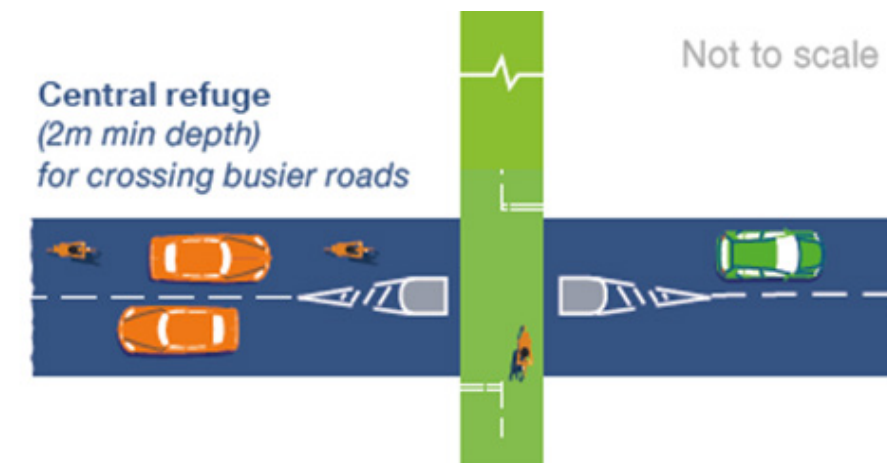 Not to scale
Central refuge
(2m min depth)
for crossing busier roads